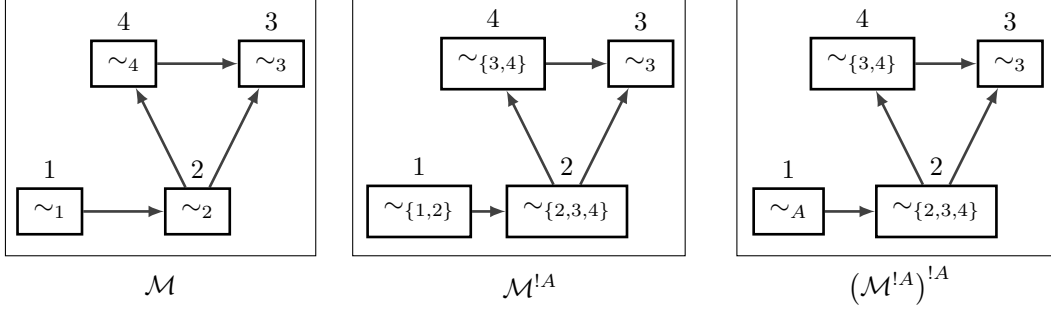 4 3 4 3 4 3
∼₄ ∼₃ ∼_{3,4} ∼₃ ∼_{3,4} ∼₃
1 2 1 2 1 2
∼₁ ∼₂ ∼_{1,2} ∼_{2,3,4} ∼_A ∼_{2,3,4}
ℳ ℳ^{!A} (ℳ^{!A})^{!A}